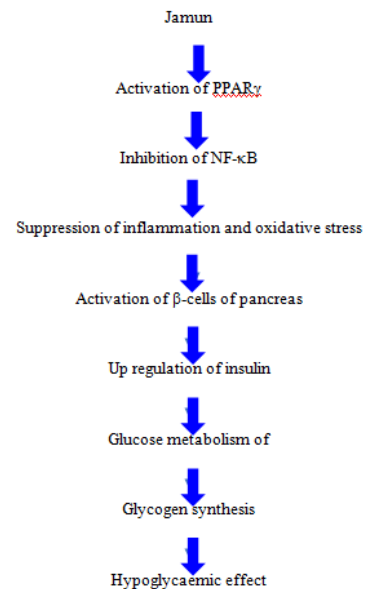 Jamun
Activation of PPARγ
Inhibition of NF-κB
Suppression of inflammation and oxidative stress
Activation of β-cells of pancreas
Up regulation of insulin
Glucose metabolism of
Glycogen synthesis
Hypoglycaemic effect